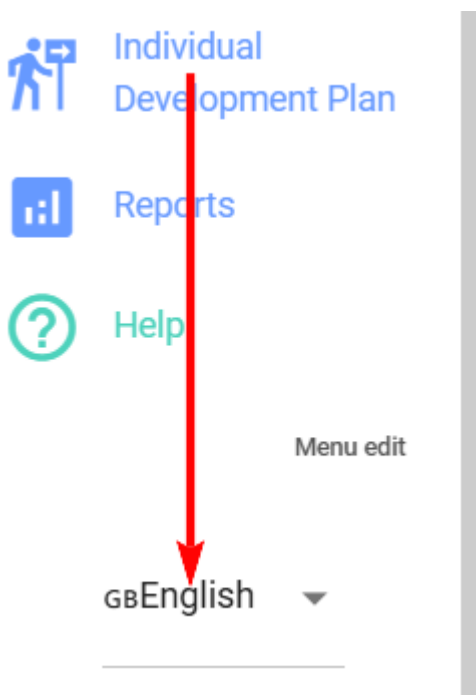 Individual
Development Plan
Reports
Help
Menu edit
GBEnglish